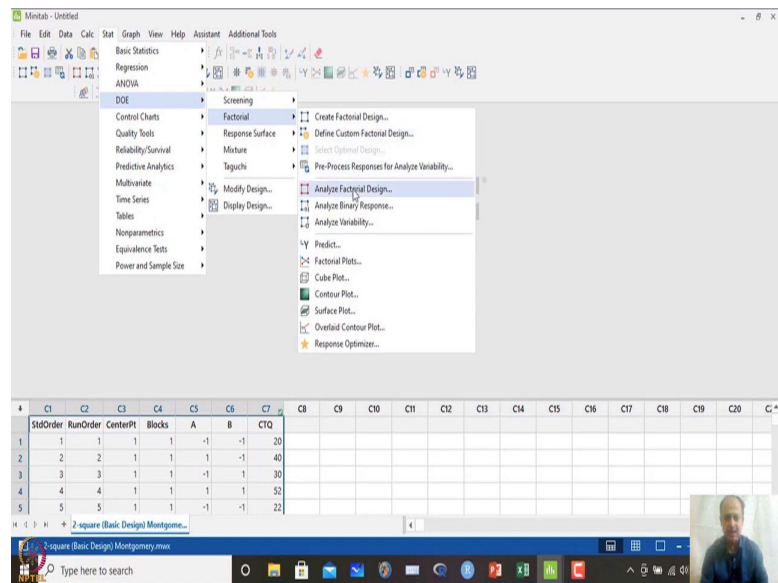 Minitab - Untitled
File Edit Data Calc Stat Graph View Help Assistant Additional Tools
Basic Statistics
Regression
ANOVA
DOE
Control Charts
Quality Tools
Reliability/Survival
Predictive Analytics
Multivariate
Time Series
Tables
Nonparametrics
Equivalence Tests
Power and Sample Size
Screening
Factorial
Response Surface
Mixture
Taguchi
Modify Design...
Display Design...
Create Factorial Design...
Define Custom Factorial Design...
Select Optimal Design...
Pre-Process Responses for Analyze Variability...
Analyze Factorial Design...
Analyze Binary Response...
Analyze Variability...
Predict...
Factorial Plots...
Cube Plot...
Contour Plot...
Surface Plot...
Overlaid Contour Plot...
Response Optimizer...
C1 C2 C3 C4 C5 C6 C7 C8 C9 C10 C11 C12 C13 C14 C15 C16 C17 C18 C19 C20
StdOrder RunOrder CenterPt Blocks A B CTQ
1 1 1 1 1 -1 -1 20
2 2 2 1 1 1 -1 40
3 3 3 1 1 -1 1 30
4 4 4 1 1 1 1 52
5 5 5 1 1 -1 -1 22
+ 2-square (Basic Design) Montgome...
2-square (Basic Design) Montgomery.mwx
Type here to search
NPTEL